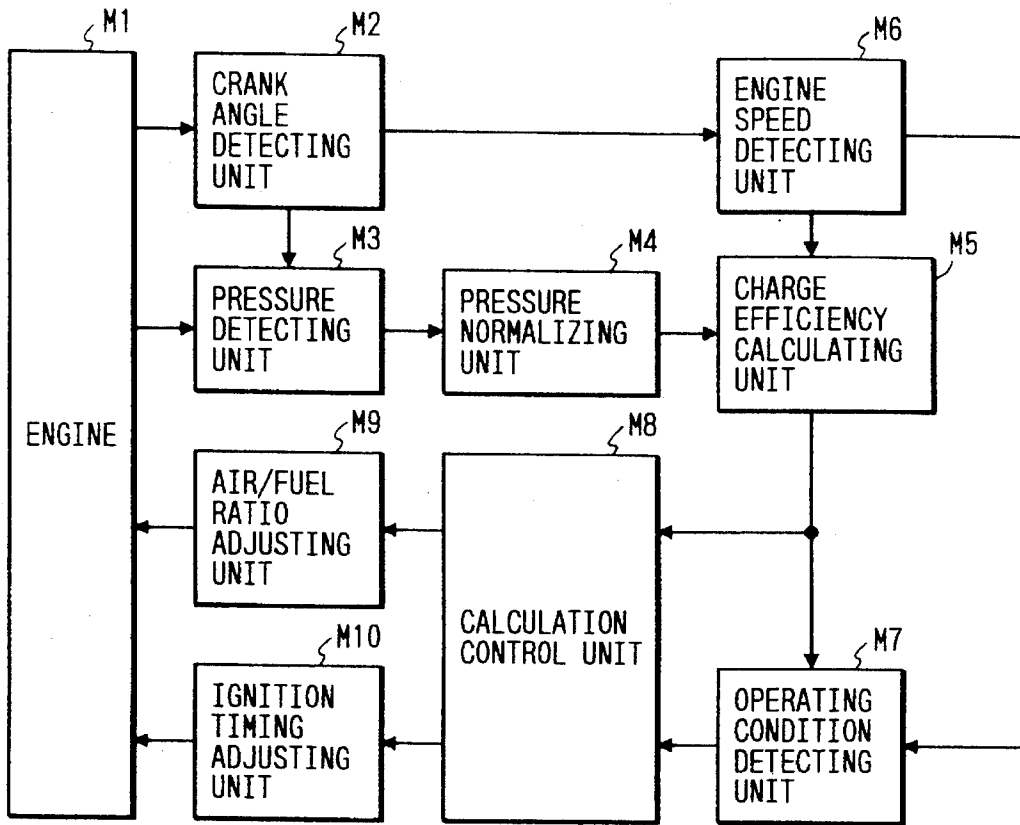 M1
ENGINE
M2
CRANK
ANGLE
DETECTING
UNIT
M6
ENGINE
SPEED
DETECTING
UNIT
M3
PRESSURE
DETECTING
UNIT
M4
PRESSURE
NORMALIZING
UNIT
M5
CHARGE
EFFICIENCY
CALCULATING
UNIT
M9
AIR/FUEL
RATIO
ADJUSTING
UNIT
M8
CALCULATION
CONTROL UNIT
M10
IGNITION
TIMING
ADJUSTING
UNIT
M7
OPERATING
CONDITION
DETECTING
UNIT